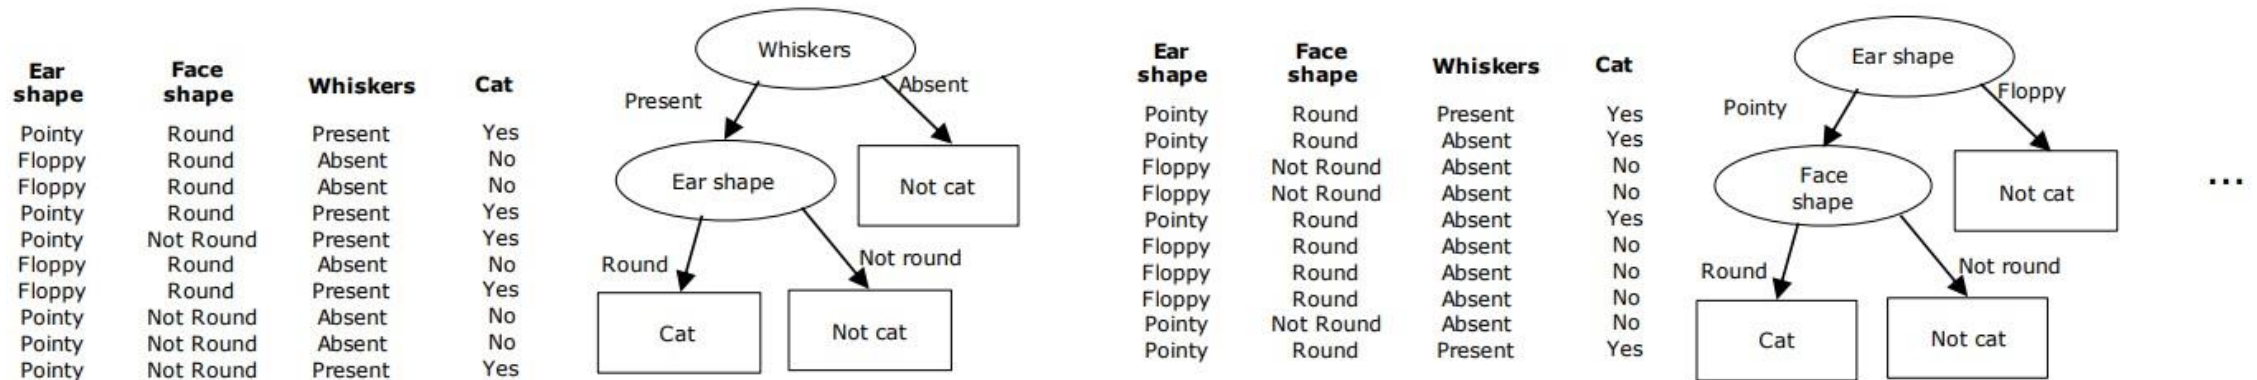 Ear shape Face shape Whiskers Cat
Pointy Round Present Yes
Floppy Round Absent No
Floppy Round Absent No
Pointy Round Present Yes
Pointy Not Round Present Yes
Floppy Round Absent No
Floppy Round Present Yes
Pointy Not Round Absent No
Pointy Not Round Absent No
Pointy Not Round Present Yes
Whiskers
Present
Absent
Ear shape
Not cat
Round
Not round
Cat
Not cat
Ear shape Face shape Whiskers Cat
Pointy Round Present Yes
Pointy Round Absent Yes
Floppy Not Round Absent No
Floppy Not Round Absent No
Pointy Round Absent Yes
Floppy Round Absent No
Floppy Round Absent No
Floppy Round Absent No
Pointy Not Round Absent No
Pointy Round Present Yes
Ear shape
Pointy
Floppy
Face
shape
Not cat
Round
Not round
Cat
Not cat
...